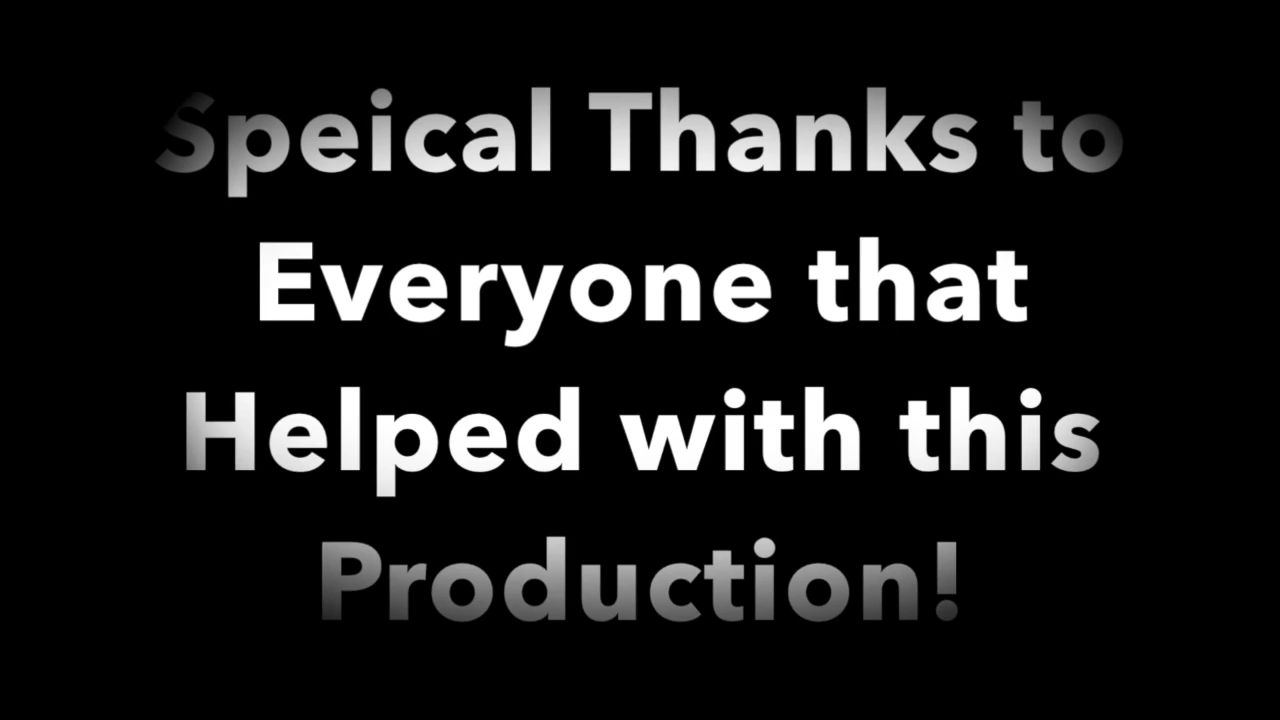 Speical Thanks to
Everyone that
Helped with this
Production!